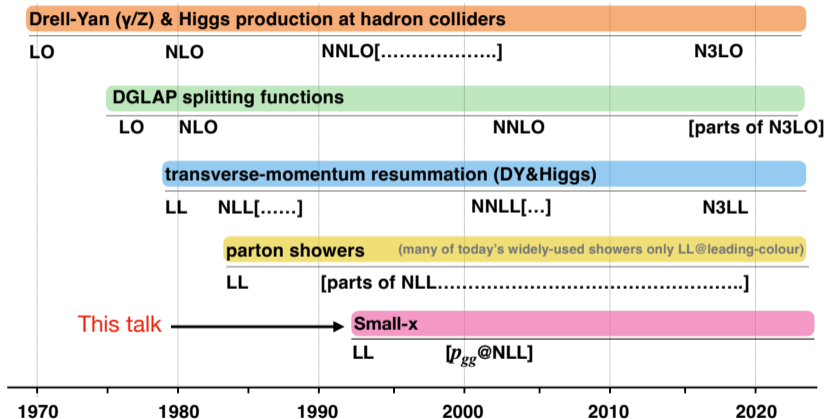 Drell-Yan (γ/Z) & Higgs production at hadron colliders
LO NLO NNLO[....................] N3LO
DGLAP splitting functions
LO NLO NNLO [parts of N3LO]
transverse-momentum resummation (DY&Higgs)
LL NLL[......] NNLL[...] N3LL
parton showers (many of today's widely-used showers only LL@leading-colour)
LL [parts of NLL....................................................]
This talk Small-x
LL [p_gg@NLL]
1970 1980 1990 2000 2010 2020